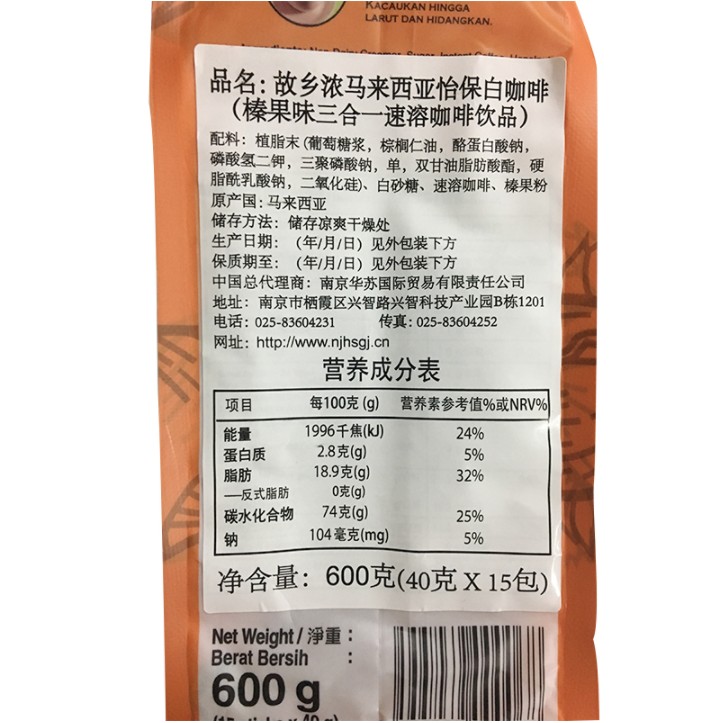 KACAUKAN HINGGA
LARUT DAN HIDANGKAN.
品名: 故乡浓马来西亚怡保白咖啡
（榛果味三合一速溶咖啡饮品）
配料: 植脂末 (葡萄糖浆, 棕榈仁油, 酪蛋白酸钠,
磷酸氢二钾, 三聚磷酸钠, 单, 双甘油脂肪酸酯, 硬
脂酰乳酸钠, 二氧化硅)、白砂糖、速溶咖啡、榛果粉
原产国: 马来西亚
储存方法: 储存凉爽干燥处
生产日期: （年/月/日）见外包装下方
保质期至: （年/月/日）见外包装下方
中国总代理商: 南京华苏国际贸易有限责任公司
地址: 南京市栖霞区兴智路兴智科技产业园B栋1201
电话: 025-83604231 传真: 025-83604252
网址: http://www.njhsgj.cn
营养成分表
项目 每100克 (g) 营养素参考值%或NRV%
能量 1996千焦(kJ) 24%
蛋白质 2.8克(g) 5%
脂肪 18.9克(g) 32%
—反式脂肪 0克(g)
碳水化合物 74克(g) 25%
钠 104毫克(mg) 5%
净含量: 600克(40克 X 15包)
Net Weight / 淨重 :
Berat Bersih :
600 g